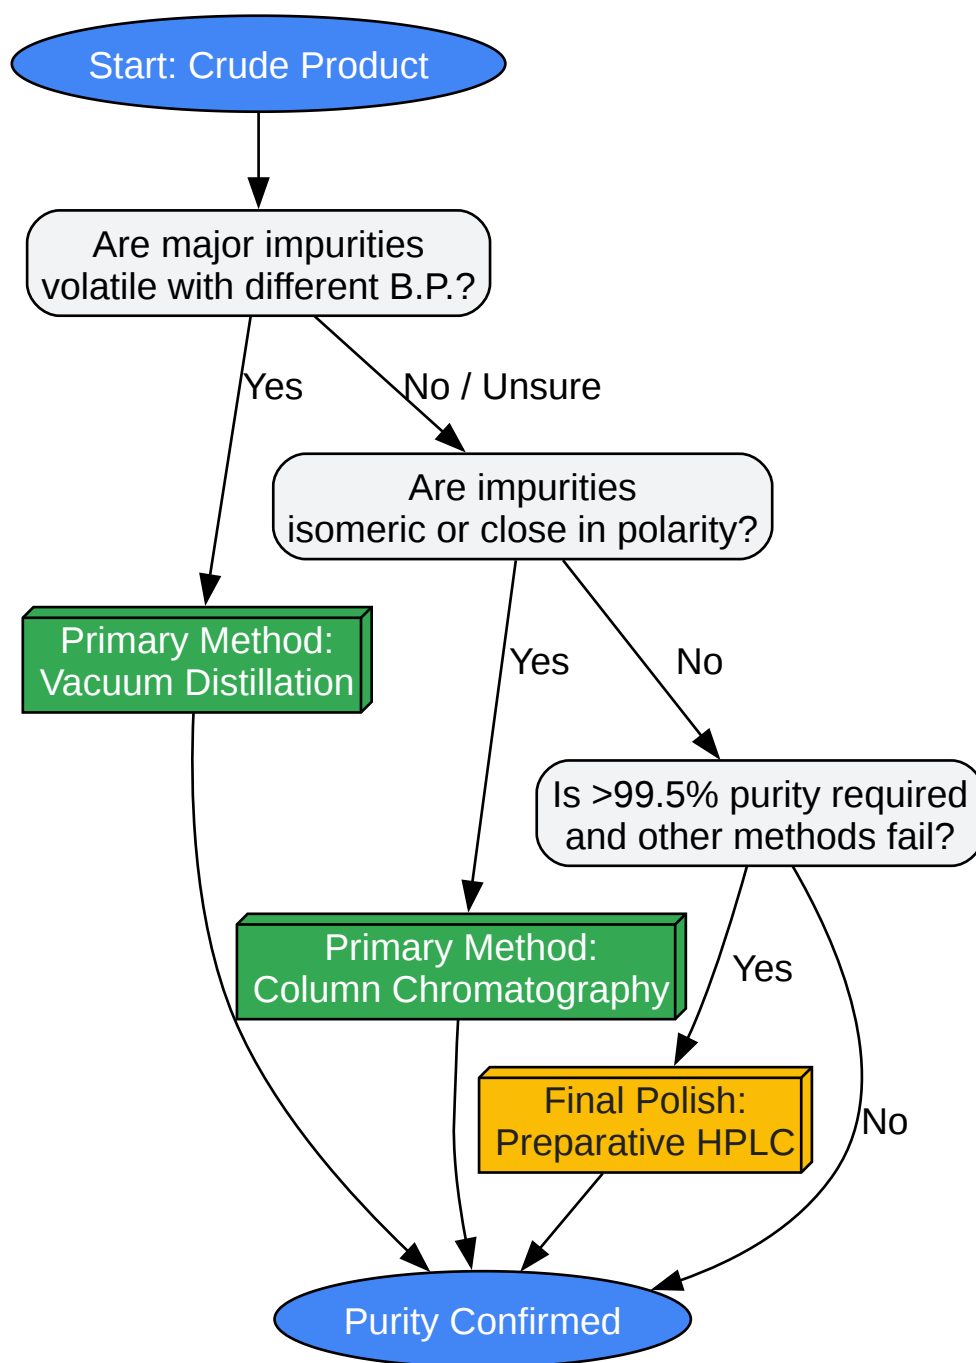 Start: Crude Product
Are major impurities
volatile with different B.P.?
Yes
No / Unsure
Are impurities
isomeric or close in polarity?
Primary Method:
Vacuum Distillation
Yes
No
Is >99.5% purity required
and other methods fail?
Primary Method:
Column Chromatography
Yes
Final Polish:
Preparative HPLC
No
Purity Confirmed